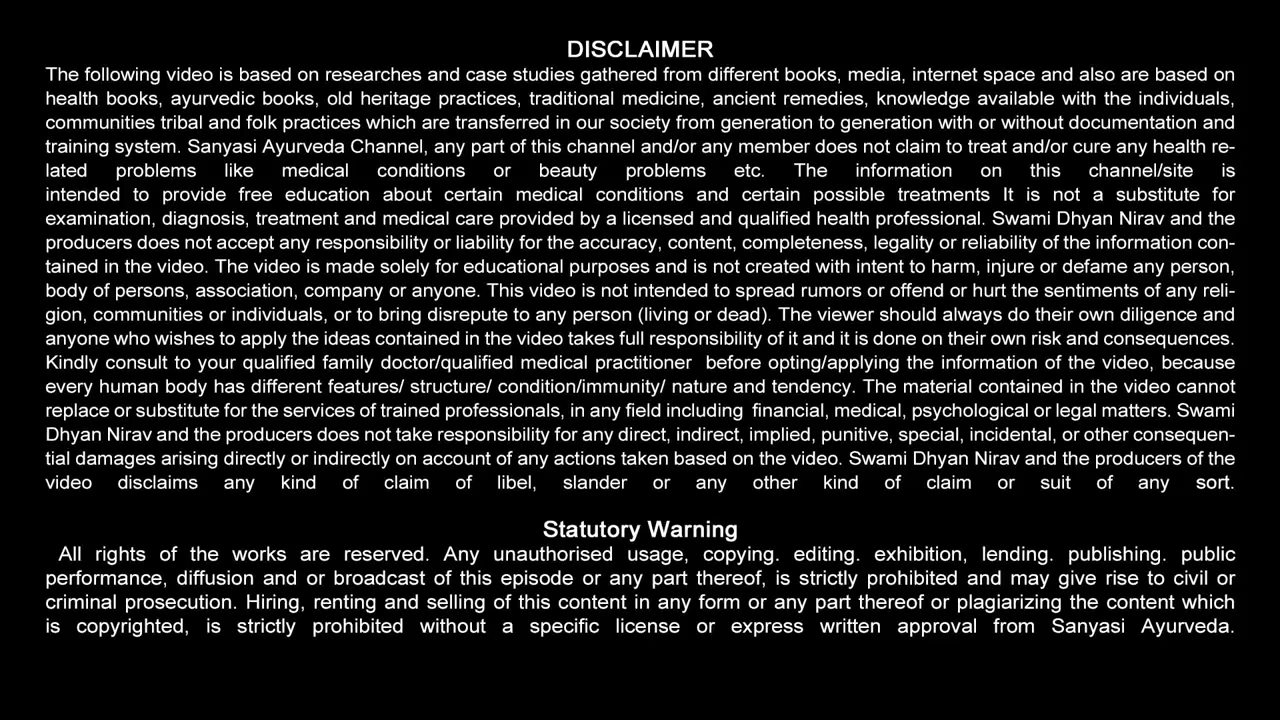 DISCLAIMER
The following video is based on researches and case studies gathered from different books, media, internet space and also are based on
health books, ayurvedic books, old heritage practices, traditional medicine, ancient remedies, knowledge available with the individuals,
communities tribal and folk practices which are transferred in our society from generation to generation with or without documentation and
training system. Sanyasi Ayurveda Channel, any part of this channel and/or any member does not claim to treat and/or cure any health re-
lated problems like medical conditions or beauty problems etc. The information on this channel/site is
intended to provide free education about certain medical conditions and certain possible treatments It is not a substitute for
examination, diagnosis, treatment and medical care provided by a licensed and qualified health professional. Swami Dhyan Nirav and the
producers does not accept any responsibility or liability for the accuracy, content, completeness, legality or reliability of the information con-
tained in the video. The video is made solely for educational purposes and is not created with intent to harm, injure or defame any person,
body of persons, association, company or anyone. This video is not intended to spread rumors or offend or hurt the sentiments of any reli-
gion, communities or individuals, or to bring disrepute to any person (living or dead). The viewer should always do their own diligence and
anyone who wishes to apply the ideas contained in the video takes full responsibility of it and it is done on their own risk and consequences.
Kindly consult to your qualified family doctor/qualified medical practitioner before opting/applying the information of the video, because
every human body has different features/ structure/ condition/immunity/ nature and tendency. The material contained in the video cannot
replace or substitute for the services of trained professionals, in any field including financial, medical, psychological or legal matters. Swami
Dhyan Nirav and the producers does not take responsibility for any direct, indirect, implied, punitive, special, incidental, or other consequen-
tial damages arising directly or indirectly on account of any actions taken based on the video. Swami Dhyan Nirav and the producers of the
video disclaims any kind of claim of libel, slander or any other kind of claim or suit of any sort.
Statutory Warning
All rights of the works are reserved. Any unauthorised usage, copying. editing. exhibition, lending. publishing. public
performance, diffusion and or broadcast of this episode or any part thereof, is strictly prohibited and may give rise to civil or
criminal prosecution. Hiring, renting and selling of this content in any form or any part thereof or plagiarizing the content which
is copyrighted, is strictly prohibited without a specific license or express written approval from Sanyasi Ayurveda.